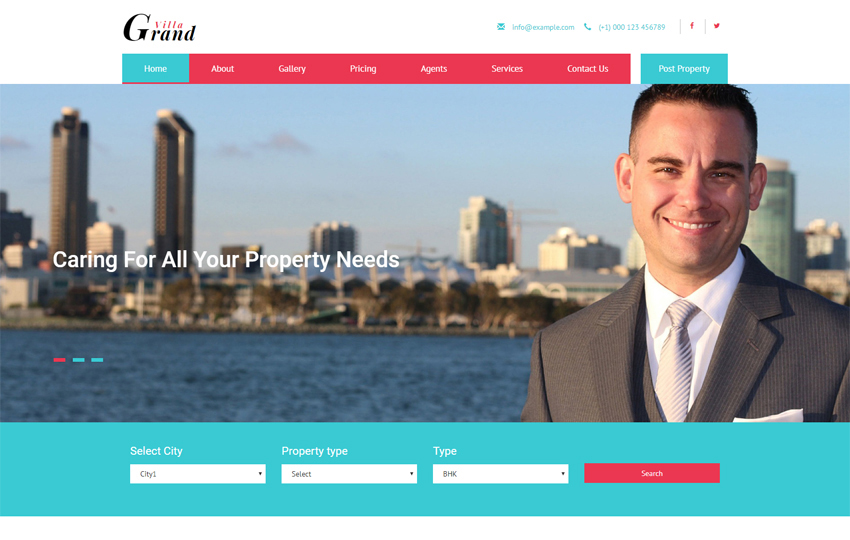 Villa
Grand
Info@example.com (+1) 000 123 456789
Home About Gallery Pricing Agents Services Contact Us Post Property
Caring For All Your Property Needs
Select City Property type Type
City1 Select BHK Search